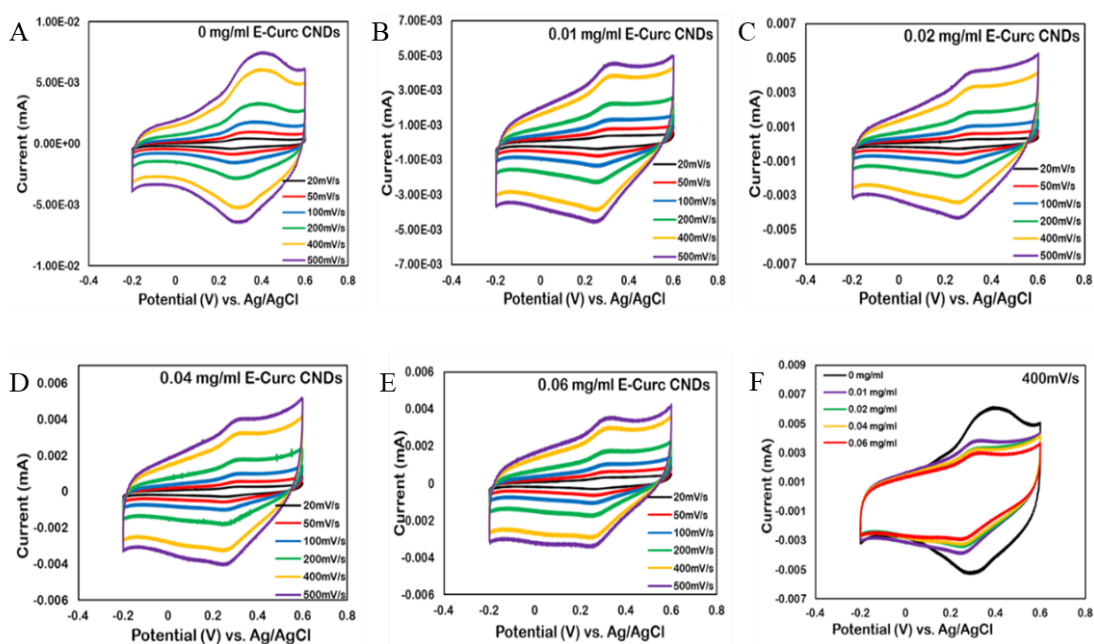 A
0 mg/ml E-Curc CNDs
1.00E-02
5.00E-03
0.00E+00
-5.00E-03
-1.00E-02
Current (mA)
20mV/s
50mV/s
100mV/s
200mV/s
400mV/s
500mV/s
-0.4 -0.2 0 0.2 0.4 0.6 0.8
Potential (V) vs. Ag/AgCl
B
0.01 mg/ml E-Curc CNDs
7.00E-03
5.00E-03
3.00E-03
1.00E-03
-1.00E-03
-3.00E-03
-5.00E-03
-7.00E-03
Current (mA)
20mV/s
50mV/s
100mV/s
200mV/s
400mV/s
500mV/s
-0.4 -0.2 0 0.2 0.4 0.6 0.8
Potential (V) vs. Ag/AgCl
C
0.02 mg/ml E-Curc CNDs
0.007
0.005
0.003
0.001
-0.001
-0.003
-0.005
-0.007
Current (mA)
20mV/s
50mV/s
100mV/s
200mV/s
400mV/s
500mV/s
-0.4 -0.2 0 0.2 0.4 0.6 0.8
Potential (V) vs. Ag/AgCl
D
0.04 mg/ml E-Curc CNDs
0.006
0.004
0.002
0
-0.002
-0.004
-0.006
Current (mA)
20mV/s
50mV/s
100mV/s
200mV/s
400mV/s
500mV/s
-0.4 -0.2 0 0.2 0.4 0.6 0.8
Potential (V) vs. Ag/AgCl
E
0.06 mg/ml E-Curc CNDs
0.006
0.004
0.002
0
-0.002
-0.004
-0.006
Current (mA)
20mV/s
50mV/s
100mV/s
200mV/s
400mV/s
500mV/s
-0.4 -0.2 0 0.2 0.4 0.6 0.8
Potential (V) vs. Ag/AgCl
F
400mV/s
0.009
0.007
0.005
0.003
0.001
-0.001
-0.003
-0.005
-0.007
Current (mA)
0 mg/ml
0.01 mg/ml
0.02 mg/ml
0.04 mg/ml
0.06 mg/ml
-0.4 -0.2 0 0.2 0.4 0.6 0.8
Potential (V) vs. Ag/AgCl